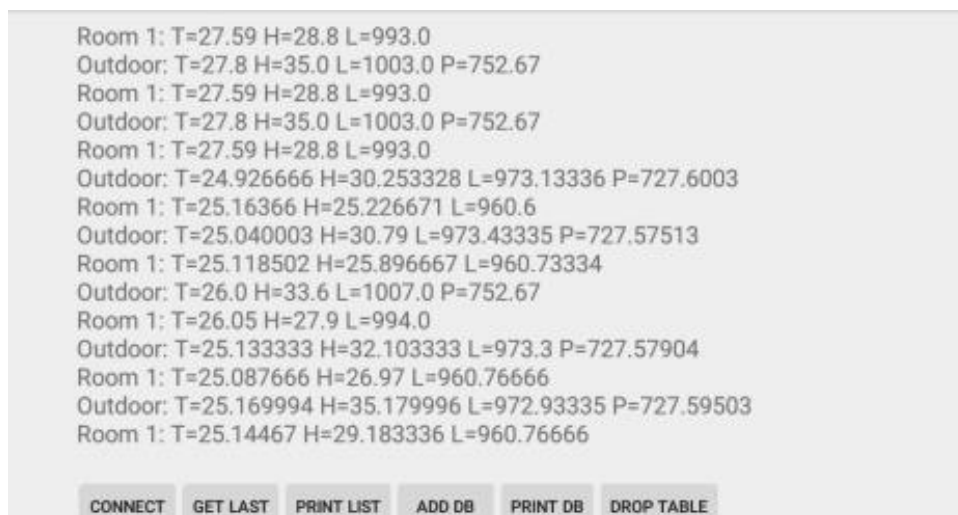 Room 1: T=27.59 H=28.8 L=993.0
Outdoor: T=27.8 H=35.0 L=1003.0 P=752.67
Room 1: T=27.59 H=28.8 L=993.0
Outdoor: T=27.8 H=35.0 L=1003.0 P=752.67
Room 1: T=27.59 H=28.8 L=993.0
Outdoor: T=24.926666 H=30.253328 L=973.13336 P=727.6003
Room 1: T=25.16366 H=25.226671 L=960.6
Outdoor: T=25.040003 H=30.79 L=973.43335 P=727.57513
Room 1: T=25.118502 H=25.896667 L=960.73334
Outdoor: T=26.0 H=33.6 L=1007.0 P=752.67
Room 1: T=26.05 H=27.9 L=994.0
Outdoor: T=25.133333 H=32.103333 L=973.3 P=727.57904
Room 1: T=25.087666 H=26.97 L=960.76666
Outdoor: T=25.169994 H=35.179996 L=972.93335 P=727.59503
Room 1: T=25.14467 H=29.183336 L=960.76666
CONNECT GET LAST PRINT LIST ADD DB PRINT DB DROP TABLE